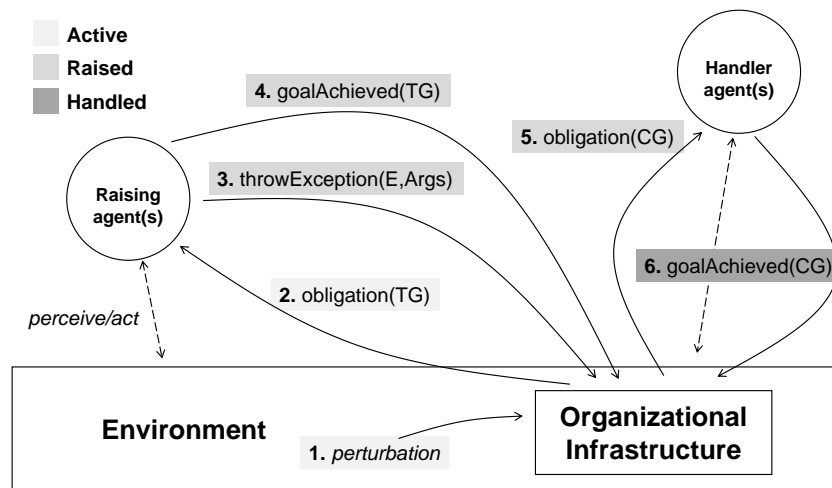 Active
Raised
Handled
4. goalAchieved(TG)
Handler
agent(s)
5. obligation(CG)
3. throwException(E,Args)
Raising
agent(s)
6. goalAchieved(CG)
2. obligation(TG)
perceive/act
Environment
Organizational
Infrastructure
1. perturbation